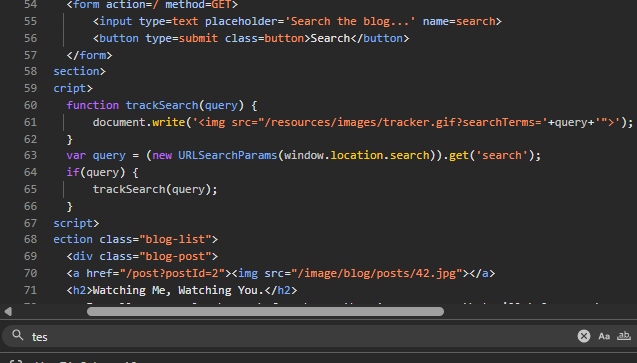 54 <form action=/ method=GET>
55 <input type=text placeholder='Search the blog...' name=search>
56 <button type=submit class=button>Search</button>
57 </form>
58 section>
59 cript>
60 function trackSearch(query) {
61 document.write('<img src="/resources/images/tracker.gif?searchTerms='+query+'">');
62 }
63 var query = (new URLSearchParams(window.location.search)).get('search');
64 if(query) {
65 trackSearch(query);
66 }
67 script>
68 ection class="blog-list">
69 <div class="blog-post">
70 <a href="/post?postId=2"><img src="/image/blog/posts/42.jpg"></a>
71 <h2>Watching Me, Watching You.</h2>
tes Aa ab